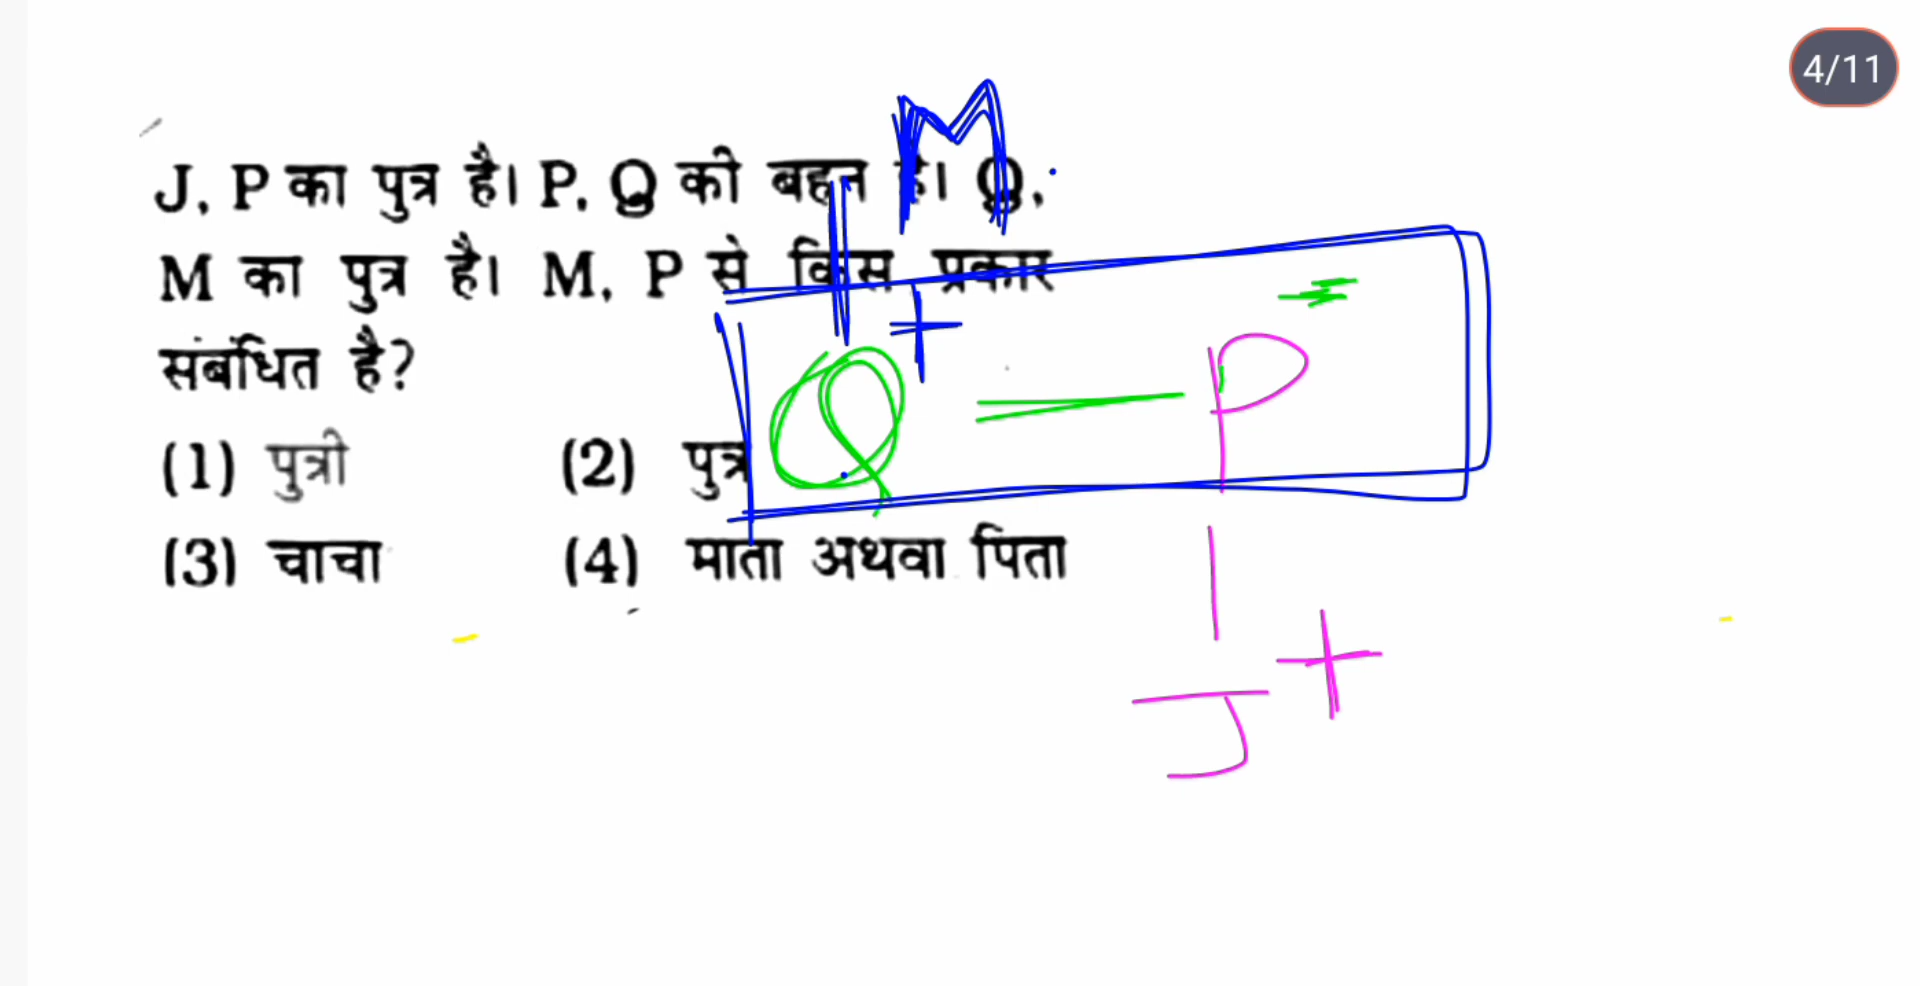 4/11
J, P का पुत्र है। P, Q की बहन है। Q,
M का पुत्र है। M, P से किस प्रकार
संबंधित है?
(1) पुत्री (2) पुत्र
(3) चाचा (4) माता अथवा पिता
M
+
Q — P
J +